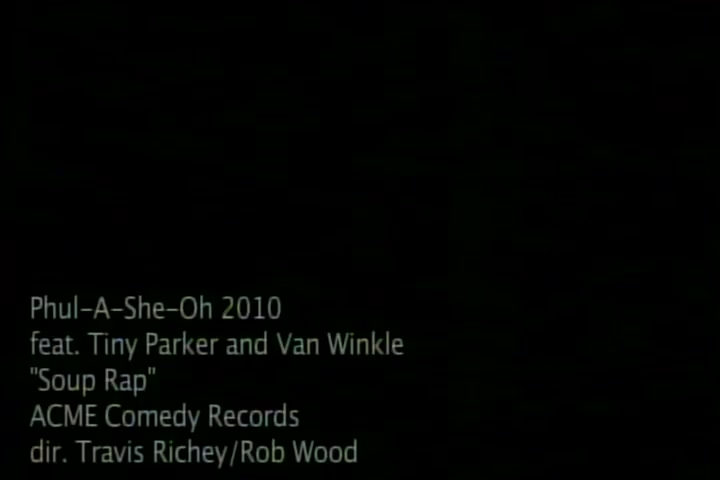 Phul-A-She-Oh 2010
feat. Tiny Parker and Van Winkle
"Soup Rap"
ACME Comedy Records
dir. Travis Richey/Rob Wood